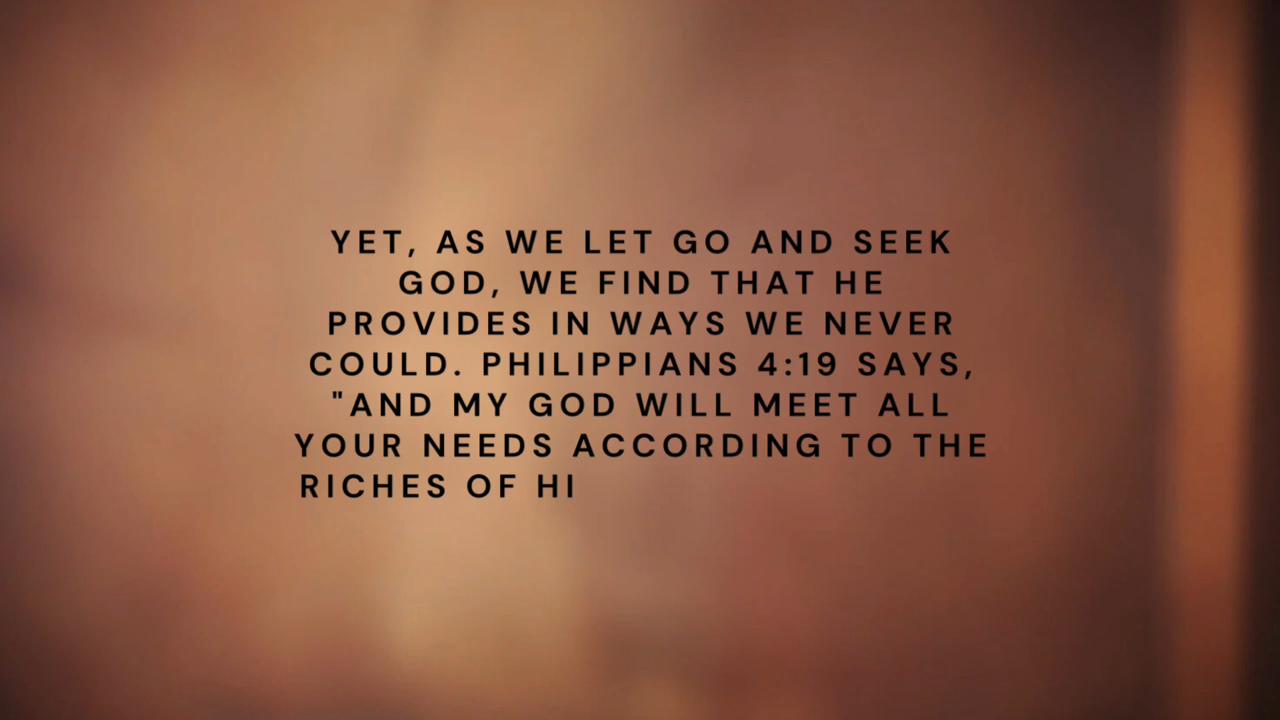 YET, AS WE LET GO AND SEEK
GOD, WE FIND THAT HE
PROVIDES IN WAYS WE NEVER
COULD. PHILIPPIANS 4:19 SAYS,
"AND MY GOD WILL MEET ALL
YOUR NEEDS ACCORDING TO THE
RICHES OF HI